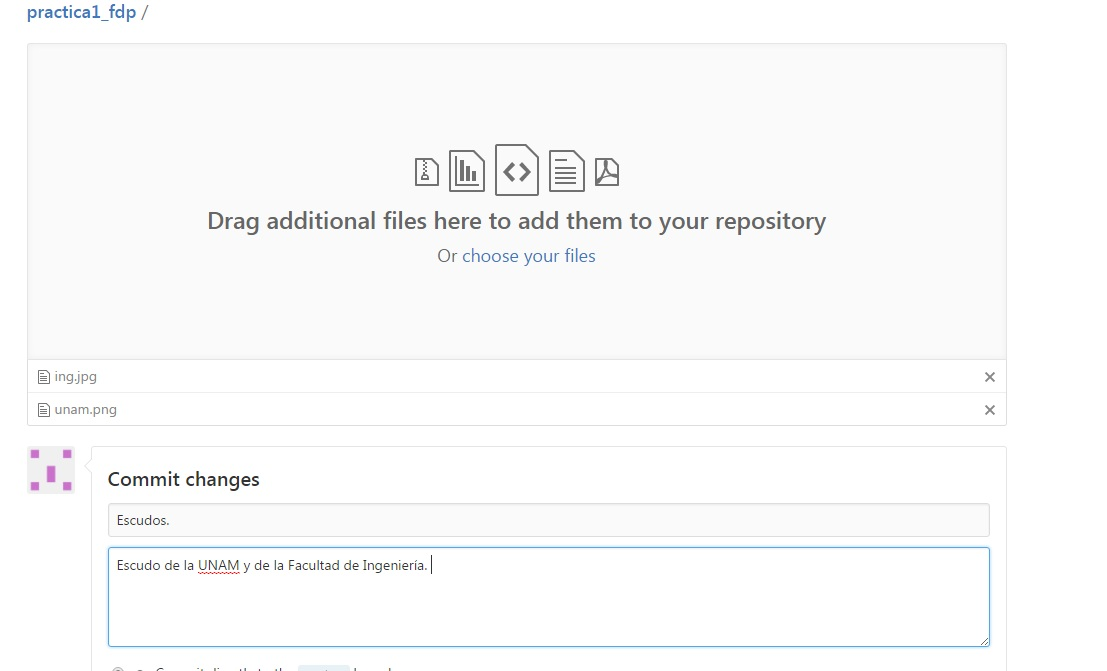 practica1_fdp /
Drag additional files here to add them to your repository
Or choose your files
ing.jpg
unam.png
Commit changes
Escudos.
Escudo de la UNAM y de la Facultad de Ingeniería.